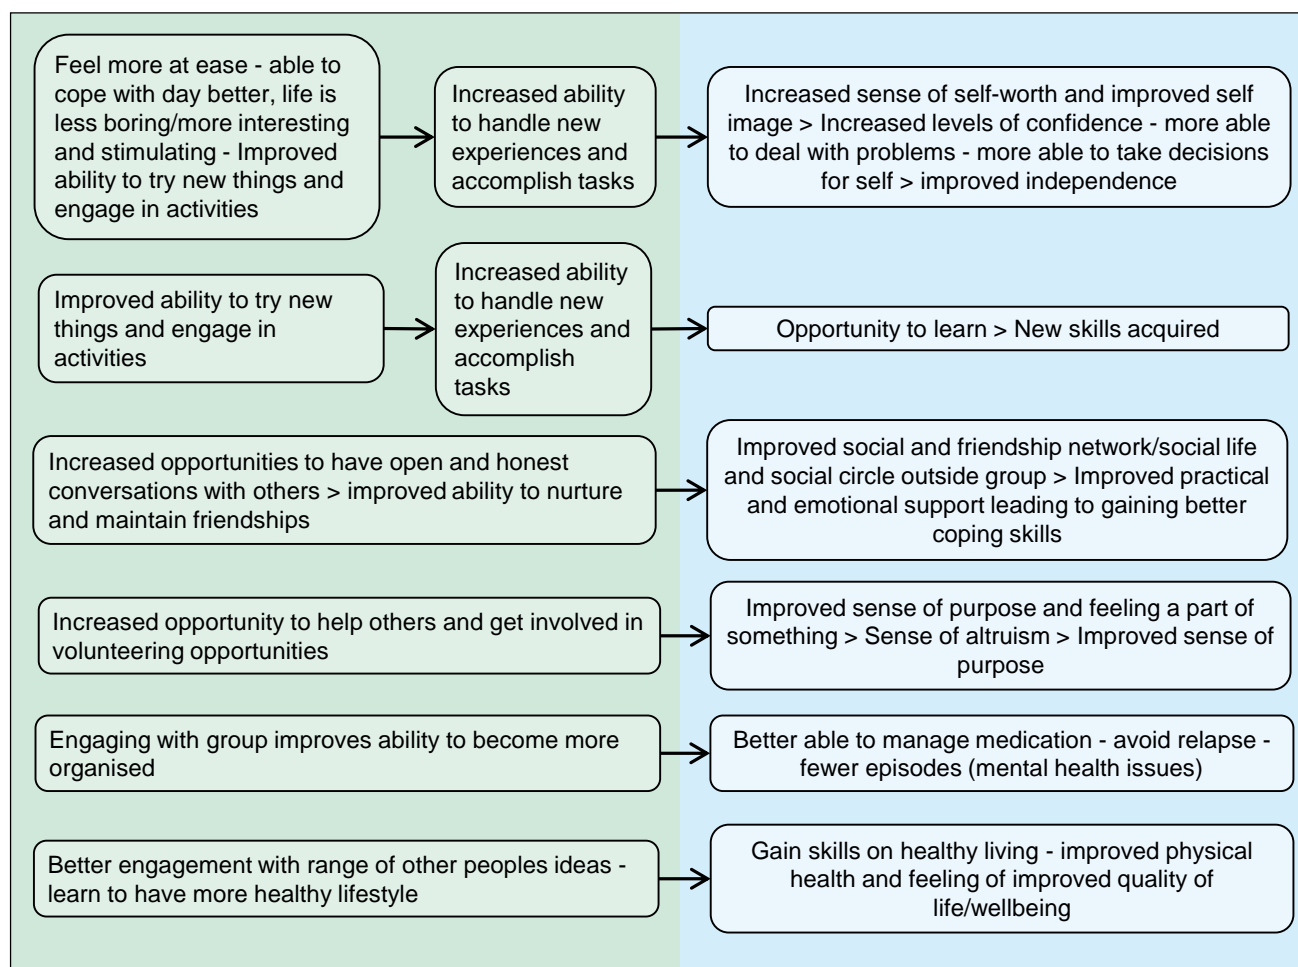 Feel more at ease - able to
cope with day better, life is
less boring/more interesting
and stimulating - Improved
ability to try new things and
engage in activities
Increased ability
to handle new
experiences and
accomplish tasks
Increased sense of self-worth and improved self
image > Increased levels of confidence - more able
to deal with problems - more able to take decisions
for self > improved independence
Improved ability to try new
things and engage in
activities
Increased ability
to handle new
experiences and
accomplish
tasks
Opportunity to learn > New skills acquired
Increased opportunities to have open and honest
conversations with others > improved ability to nurture
and maintain friendships
Improved social and friendship network/social life
and social circle outside group > Improved practical
and emotional support leading to gaining better
coping skills
Increased opportunity to help others and get involved in
volunteering opportunities
Improved sense of purpose and feeling a part of
something > Sense of altruism > Improved sense of
purpose
Engaging with group improves ability to become more
organised
Better able to manage medication - avoid relapse -
fewer episodes (mental health issues)
Better engagement with range of other peoples ideas -
learn to have more healthy lifestyle
Gain skills on healthy living - improved physical
health and feeling of improved quality of
life/wellbeing